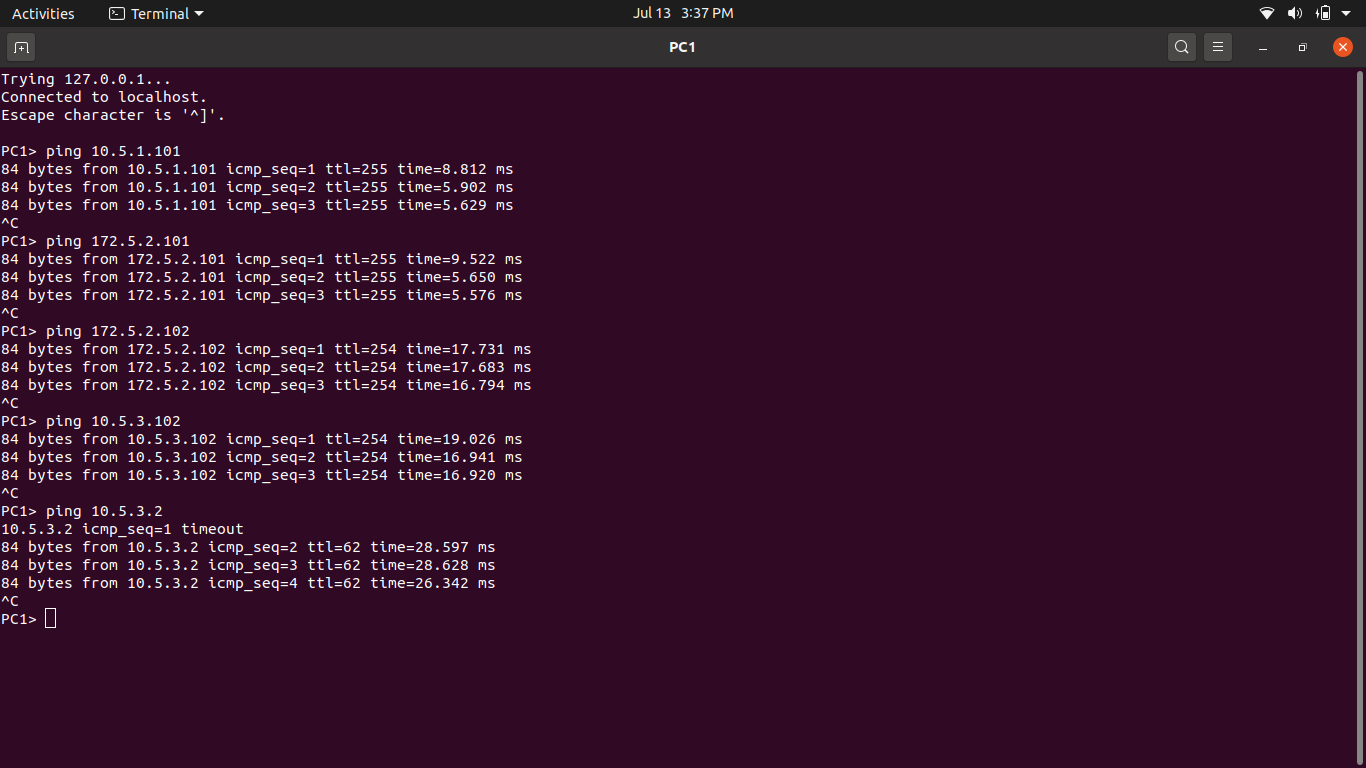 Activities Terminal Jul 13 3:37 PM
PC1
Trying 127.0.0.1...
Connected to localhost.
Escape character is '^]'.
PC1> ping 10.5.1.101
84 bytes from 10.5.1.101 icmp_seq=1 ttl=255 time=8.812 ms
84 bytes from 10.5.1.101 icmp_seq=2 ttl=255 time=5.902 ms
84 bytes from 10.5.1.101 icmp_seq=3 ttl=255 time=5.629 ms
^C
PC1> ping 172.5.2.101
84 bytes from 172.5.2.101 icmp_seq=1 ttl=255 time=9.522 ms
84 bytes from 172.5.2.101 icmp_seq=2 ttl=255 time=5.650 ms
84 bytes from 172.5.2.101 icmp_seq=3 ttl=255 time=5.576 ms
^C
PC1> ping 172.5.2.102
84 bytes from 172.5.2.102 icmp_seq=1 ttl=254 time=17.731 ms
84 bytes from 172.5.2.102 icmp_seq=2 ttl=254 time=17.683 ms
84 bytes from 172.5.2.102 icmp_seq=3 ttl=254 time=16.794 ms
^C
PC1> ping 10.5.3.102
84 bytes from 10.5.3.102 icmp_seq=1 ttl=254 time=19.026 ms
84 bytes from 10.5.3.102 icmp_seq=2 ttl=254 time=16.941 ms
84 bytes from 10.5.3.102 icmp_seq=3 ttl=254 time=16.920 ms
^C
PC1> ping 10.5.3.2
10.5.3.2 icmp_seq=1 timeout
84 bytes from 10.5.3.2 icmp_seq=2 ttl=62 time=28.597 ms
84 bytes from 10.5.3.2 icmp_seq=3 ttl=62 time=28.628 ms
84 bytes from 10.5.3.2 icmp_seq=4 ttl=62 time=26.342 ms
^C
PC1>